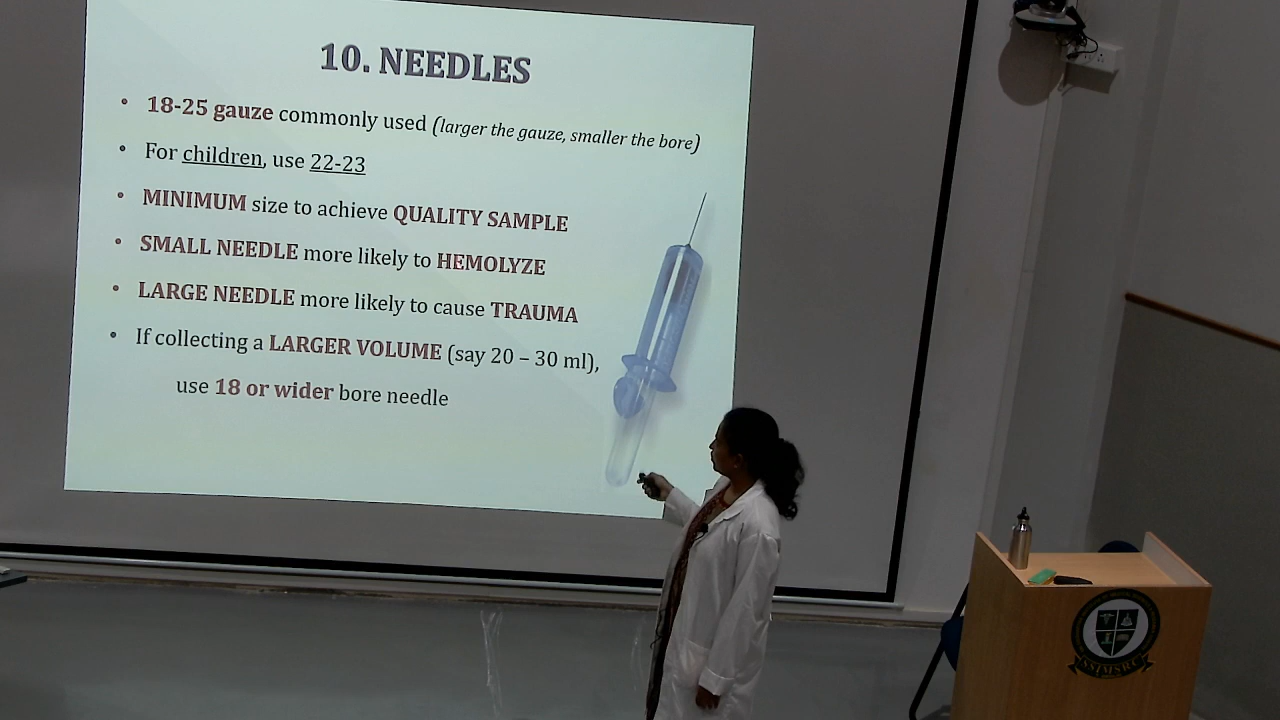 10. NEEDLES
• 18-25 gauze commonly used (larger the gauze, smaller the bore)
• For children, use 22-23
• MINIMUM size to achieve QUALITY SAMPLE
• SMALL NEEDLE more likely to HEMOLYZE
• LARGE NEEDLE more likely to cause TRAUMA
• If collecting a LARGER VOLUME (say 20 – 30 ml),
use 18 or wider bore needle
SSIMSRC